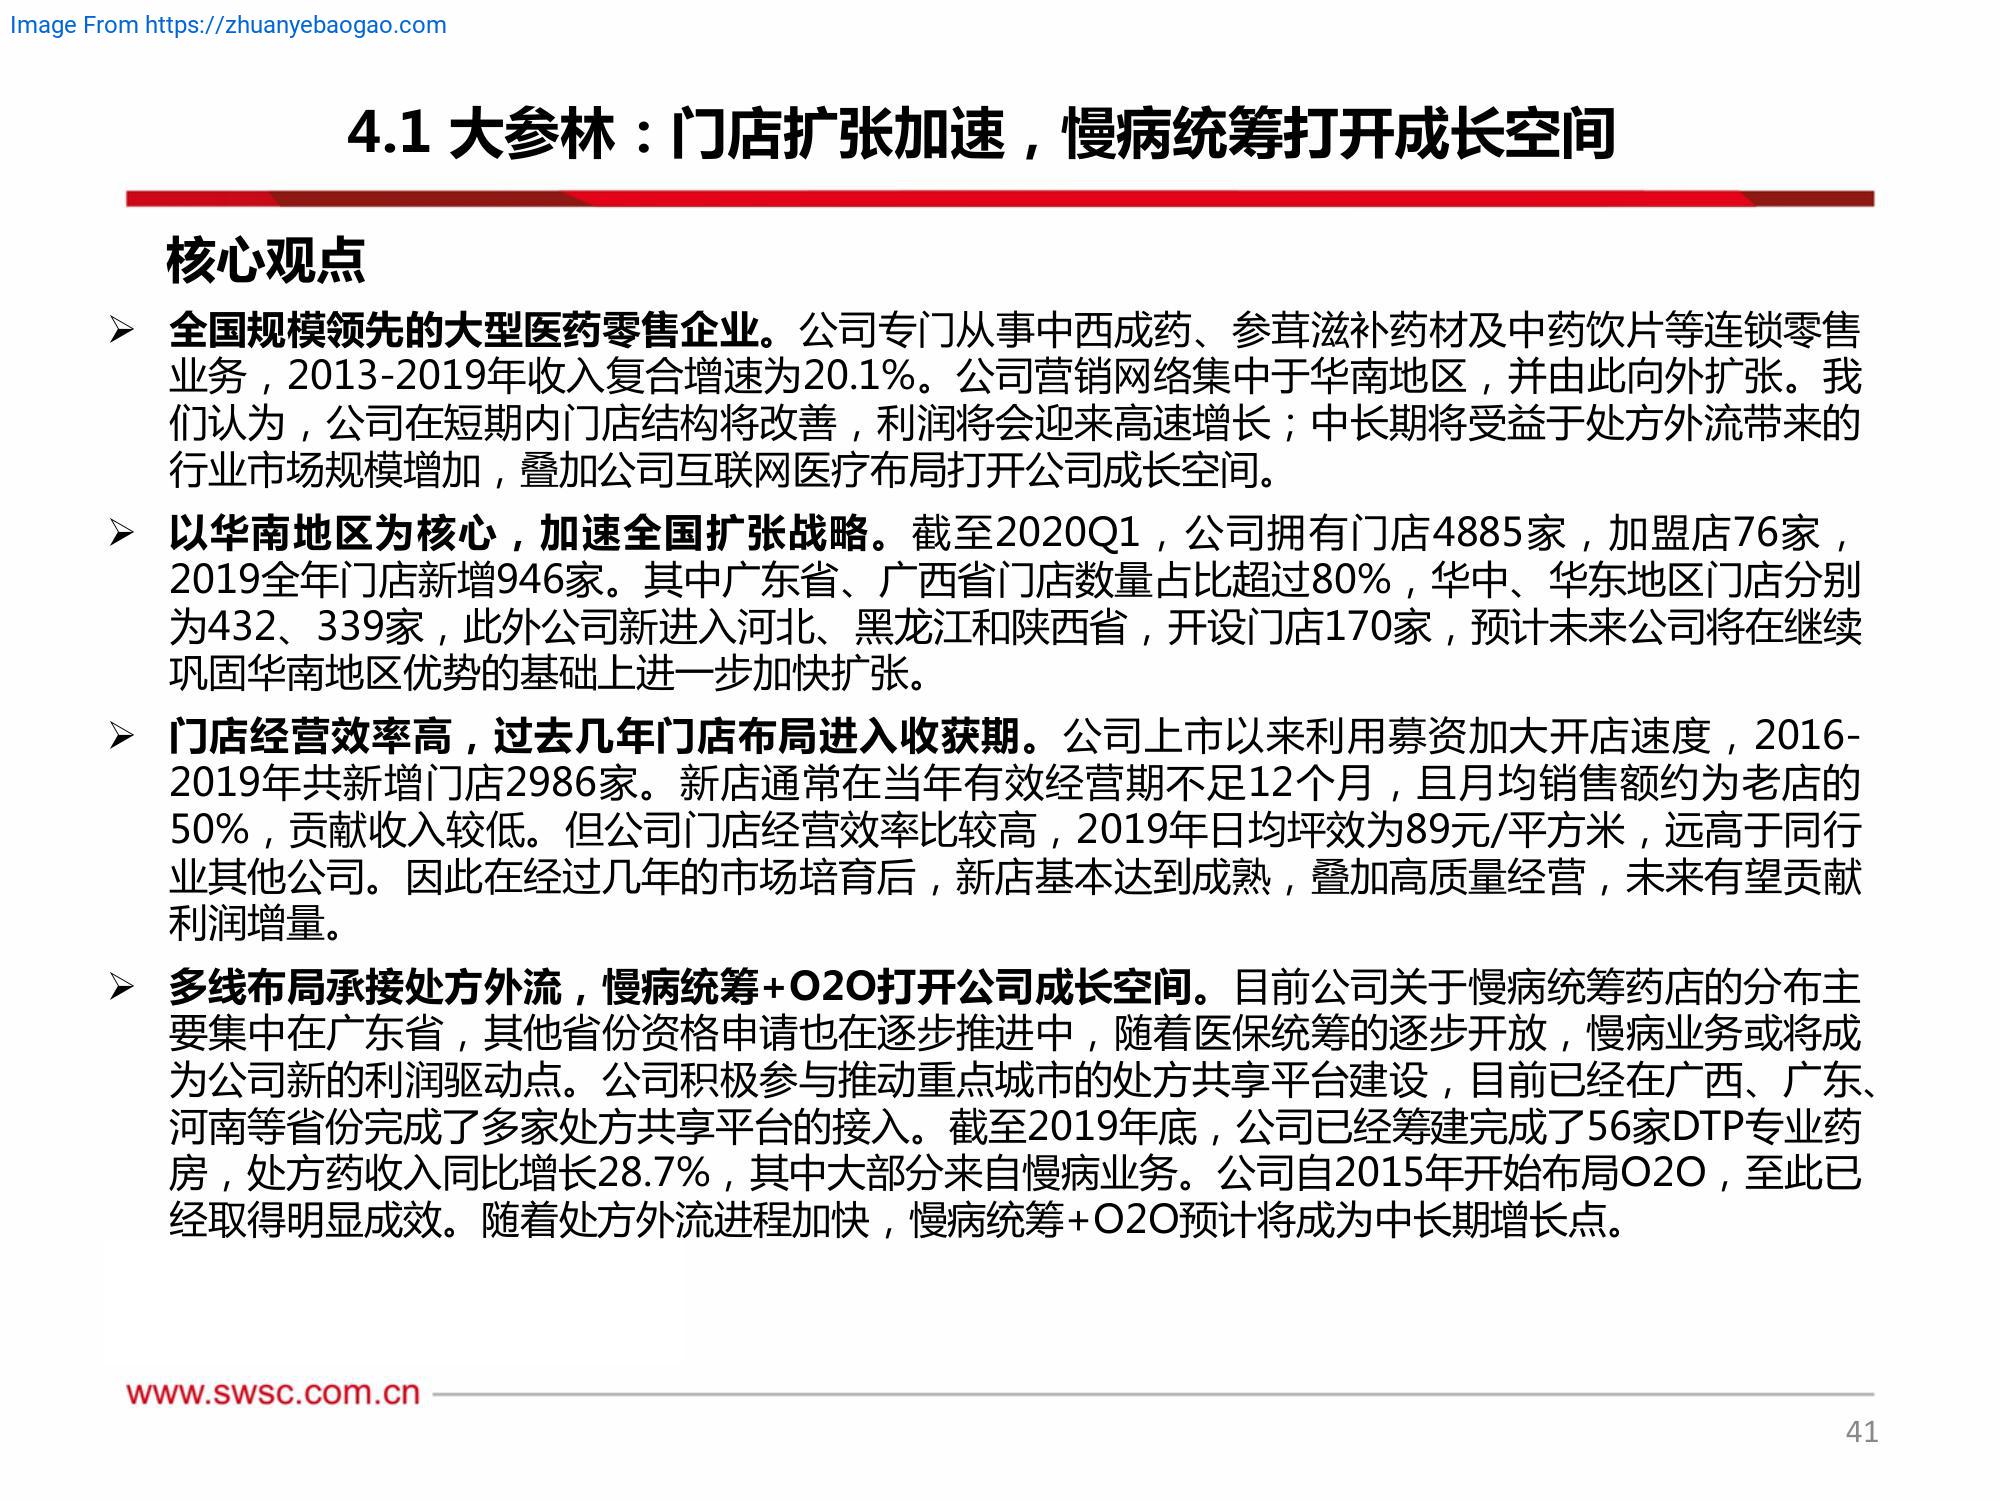 Image From https://zhuanyebaogao.com
4.1 大参林：门店扩张加速，慢病统筹打开成长空间
核心观点
➢ 全国规模领先的大型医药零售企业。公司专门从事中西成药、参茸滋补药材及中药饮片等连锁零售
业务，2013-2019年收入复合增速为20.1%。公司营销网络集中于华南地区，并由此向外扩张。我
们认为，公司在短期内门店结构将改善，利润将会迎来高速增长；中长期将受益于处方外流带来的
行业市场规模增加，叠加公司互联网医疗布局打开公司成长空间。
➢ 以华南地区为核心，加速全国扩张战略。截至2020Q1，公司拥有门店4885家，加盟店76家，
2019全年门店新增946家。其中广东省、广西省门店数量占比超过80%，华中、华东地区门店分别
为432、339家，此外公司新进入河北、黑龙江和陕西省，开设门店170家，预计未来公司将在继续
巩固华南地区优势的基础上进一步加快扩张。
➢ 门店经营效率高，过去几年门店布局进入收获期。公司上市以来利用募资加大开店速度，2016-
2019年共新增门店2986家。新店通常在当年有效经营期不足12个月，且月均销售额约为老店的
50%，贡献收入较低。但公司门店经营效率比较高，2019年日均坪效为89元/平方米，远高于同行
业其他公司。因此在经过几年的市场培育后，新店基本达到成熟，叠加高质量经营，未来有望贡献
利润增量。
➢ 多线布局承接处方外流，慢病统筹+O2O打开公司成长空间。目前公司关于慢病统筹药店的分布主
要集中在广东省，其他省份资格申请也在逐步推进中，随着医保统筹的逐步开放，慢病业务或将成
为公司新的利润驱动点。公司积极参与推动重点城市的处方共享平台建设，目前已经在广西、广东、
河南等省份完成了多家处方共享平台的接入。截至2019年底，公司已经筹建完成了56家DTP专业药
房，处方药收入同比增长28.7%，其中大部分来自慢病业务。公司自2015年开始布局O2O，至此已
经取得明显成效。随着处方外流进程加快，慢病统筹+O2O预计将成为中长期增长点。
www.swsc.com.cn
41